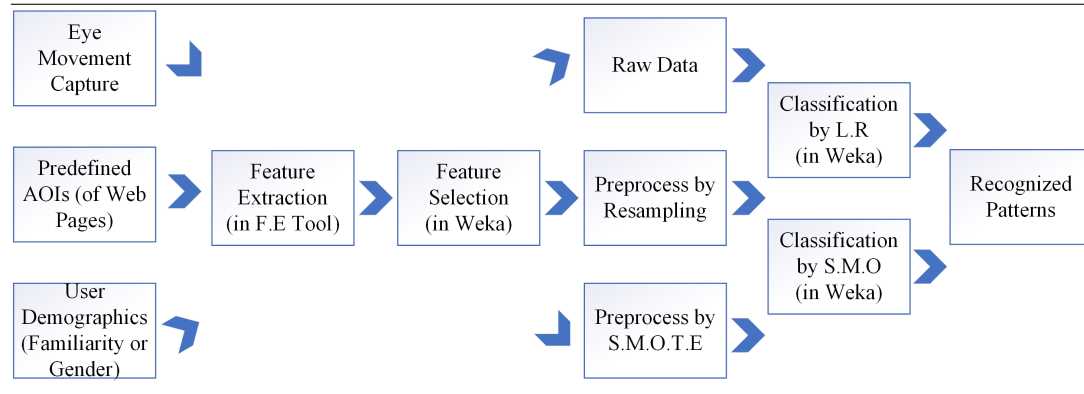 Eye
Movement
Capture
Predefined
AOIs (of Web
Pages)
User
Demographics
(Familiarity or
Gender)
Feature
Extraction
(in F.E Tool)
Feature
Selection
(in Weka)
Raw Data
Preprocess by
Resampling
Preprocess by
S.M.O.T.E
Classification
by L.R
(in Weka)
Classification
by S.M.O
(in Weka)
Recognized
Patterns